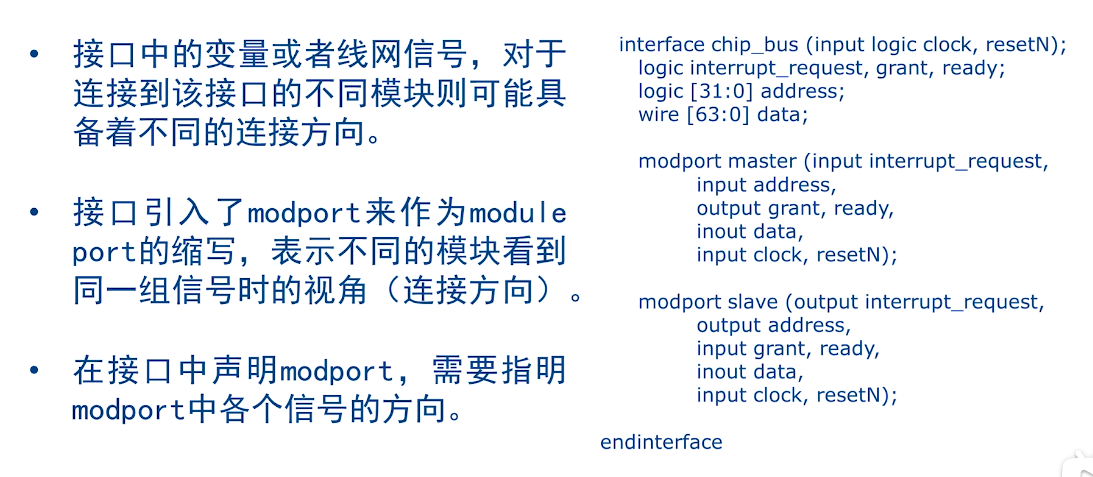 • 接口中的变量或者线网信号，对于
连接到该接口的不同模块则可能具
备着不同的连接方向。
• 接口引入了modport来作为module
port的缩写，表示不同的模块看到
同一组信号时的视角（连接方向）。
• 在接口中声明modport，需要指明
modport中各个信号的方向。
interface chip_bus (input logic clock, resetN);
logic interrupt_request, grant, ready;
logic [31:0] address;
wire [63:0] data;
modport master (input interrupt_request,
input address,
output grant, ready,
inout data,
input clock, resetN);
modport slave (output interrupt_request,
output address,
input grant, ready,
inout data,
input clock, resetN);
endinterface